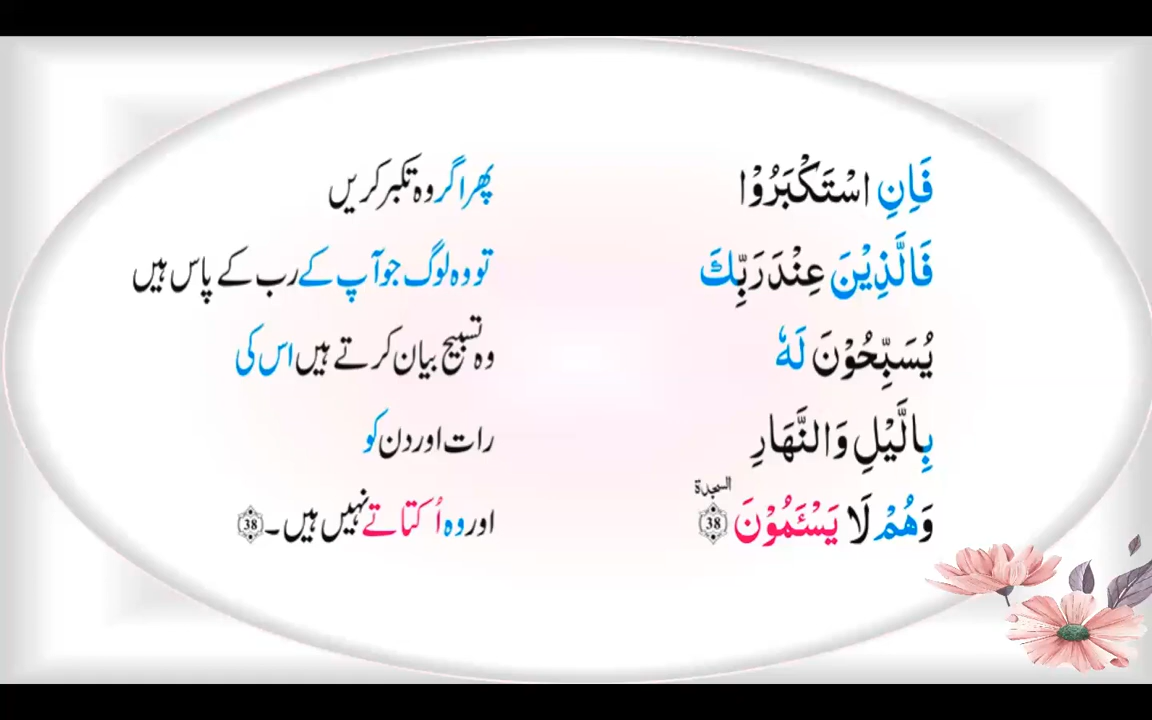 فَاِنِ اسْتَكْبَرُوْا پھر اگر وہ تکبر کریں
فَالَّذِيْنَ عِنْدَ رَبِّكَ تو وہ لوگ جو آپ کے رب کے پاس ہیں
يُسَبِّحُوْنَ لَهٗ وہ تسبیح بیان کرتے ہیں اس کی
بِالَّيْلِ وَالنَّهَارِ رات اور دن کو
وَهُمْ لَا يَسْـَٔمُوْنَ السجدة 38 اور وہ اُکتاتے نہیں ہیں۔ 38